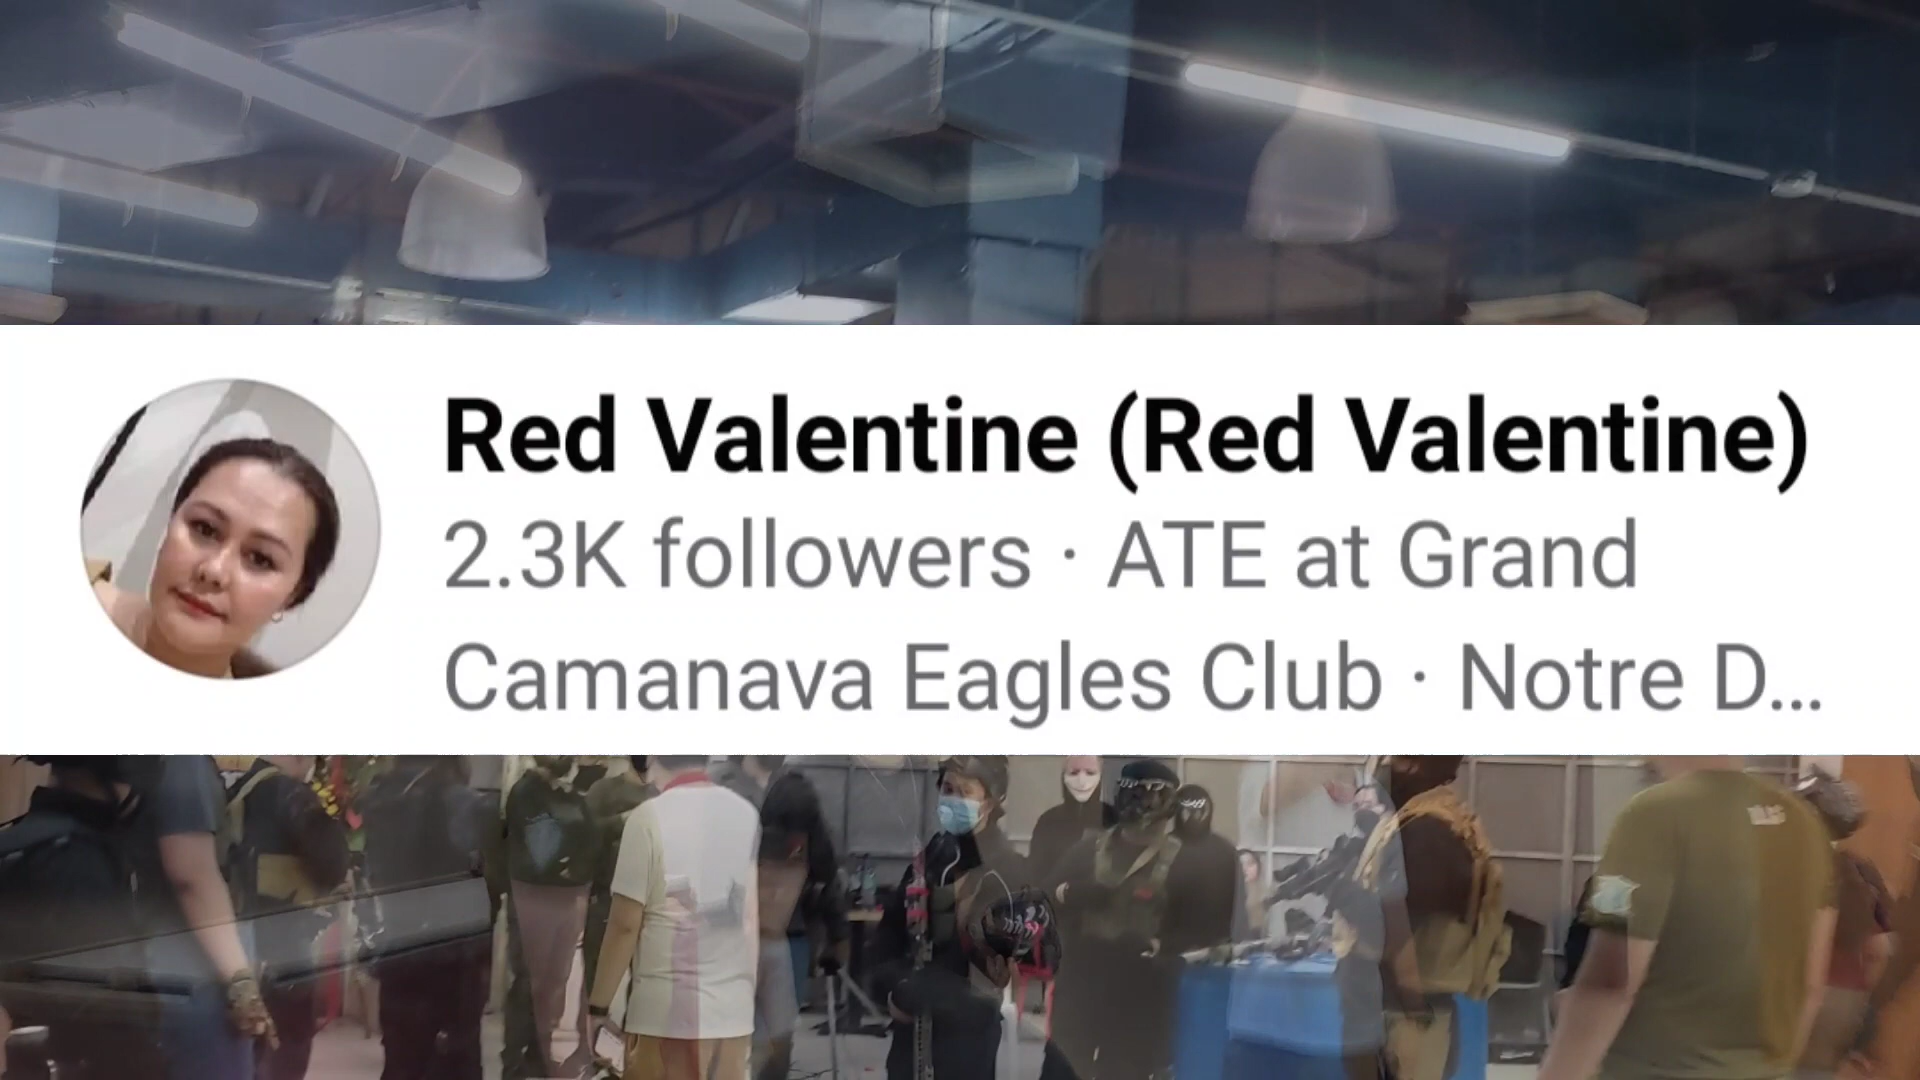 Red Valentine (Red Valentine)
2.3K followers · ATE at Grand
Camanava Eagles Club · Notre D...